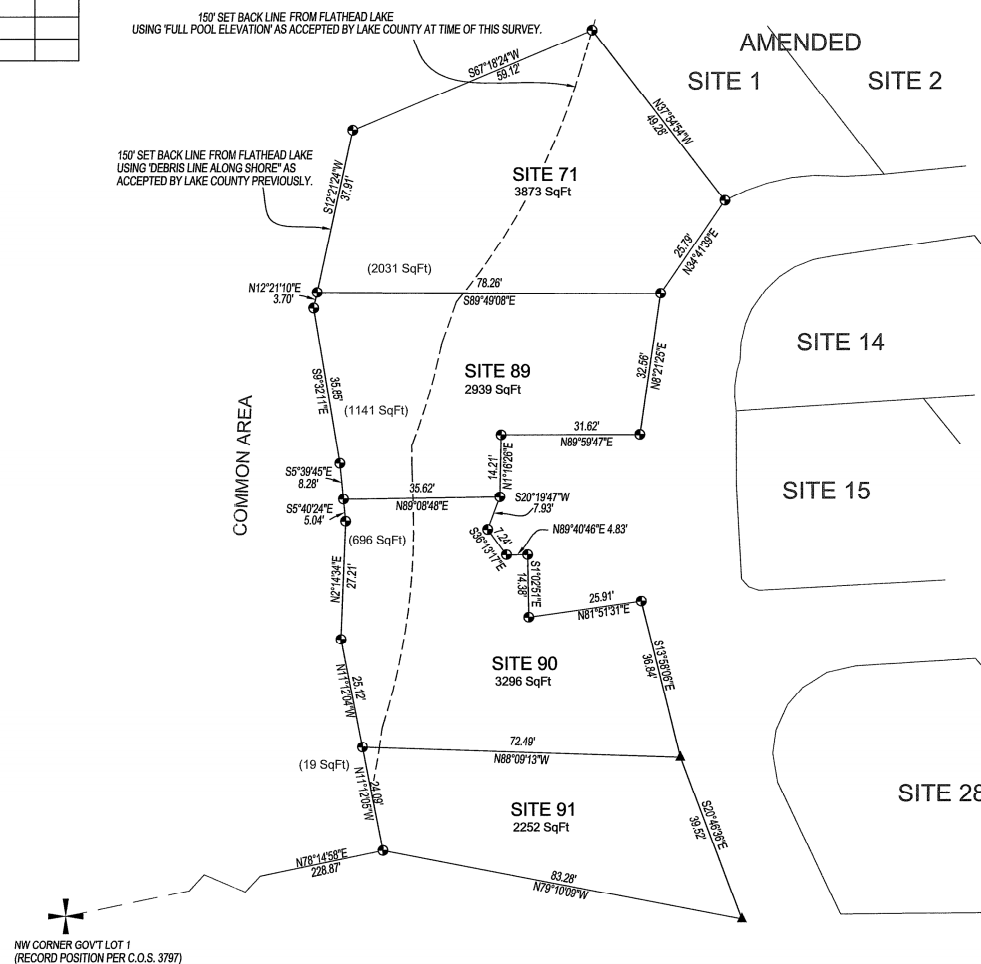 150' SET BACK LINE FROM FLATHEAD LAKE
USING 'FULL POOL ELEVATION' AS ACCEPTED BY LAKE COUNTY AT TIME OF THIS SURVEY.
AMENDED
SITE 1
SITE 2
S67°18'24"W
59.12'
N37°54'54"W
49.28'
150' SET BACK LINE FROM FLATHEAD LAKE
USING 'DEBRIS LINE ALONG SHORE" AS
ACCEPTED BY LAKE COUNTY PREVIOUSLY.
S12°21'24"W
37.91'
SITE 71
3873 SqFt
25.79'
N34°41'39"E
(2031 SqFt)
N12°21'10"E
3.70'
78.26'
S89°49'08"E
SITE 14
32.56'
N8°21'25"E
SITE 89
2939 SqFt
35.85'
S9°32'11"E
(1141 SqFt)
COMMON AREA
31.62'
N89°59'47"E
14.21'
N1°16'26"E
S5°39'45"E
8.28'
35.62'
N89°08'48"E
S20°19'47"W
7.93'
SITE 15
S5°40'24"E
5.04'
(696 SqFt)
7.24'
S36°13'17"E
N89°40'46"E 4.83'
N2°14'34"E
27.21'
S1°02'51"E
14.38'
25.91'
N81°51'31"E
SITE 90
3296 SqFt
S13°58'06"E
36.84'
25.12'
N11°12'04"W
72.49'
N88°09'13"W
(19 SqFt)
24.09'
N11°12'05"W
SITE 91
2252 SqFt
S20°46'36"E
39.52'
SITE 28
N78°14'58"E
228.87'
83.28'
N79°10'09"W
NW CORNER GOV'T LOT 1
(RECORD POSITION PER C.O.S. 3797)